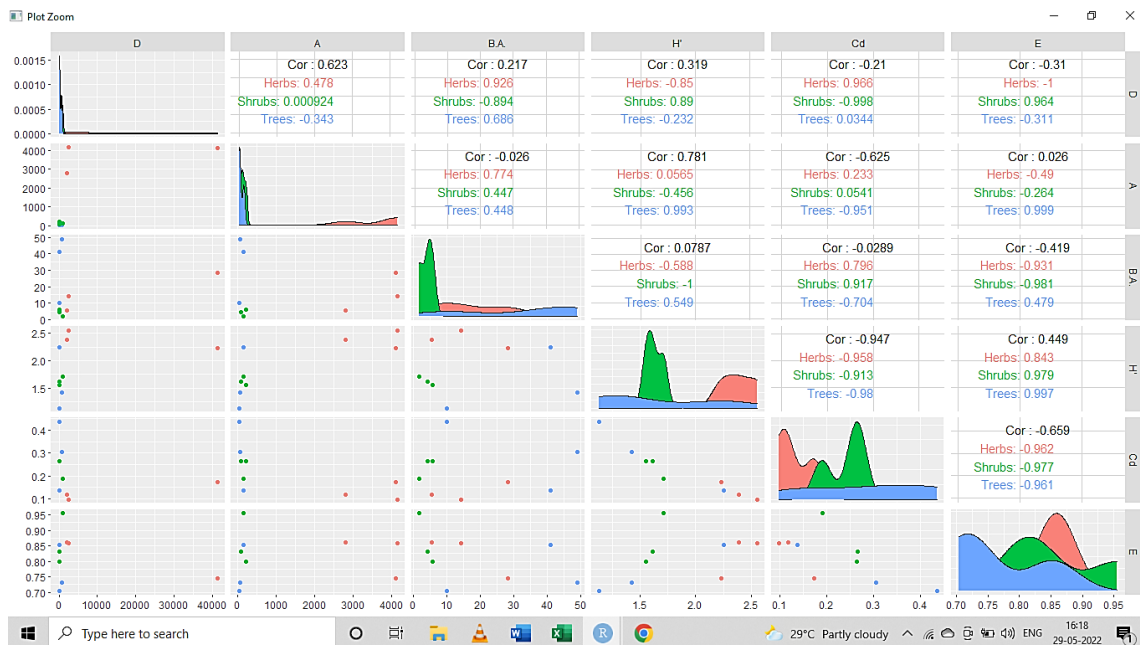 Plot Zoom
D A B.A. H' Cd E
0.0015
0.0010
0.0005
0.0000
Cor : 0.623
Herbs: 0.478
Shrubs: 0.000924
Trees: -0.343
Cor : 0.217
Herbs: 0.926
Shrubs: -0.894
Trees: 0.686
Cor : 0.319
Herbs: -0.85
Shrubs: 0.89
Trees: -0.232
Cor : -0.21
Herbs: 0.966
Shrubs: -0.998
Trees: 0.0344
Cor : -0.31
Herbs: -1
Shrubs: 0.964
Trees: -0.311
D
4000
3000
2000
1000
0
Cor : -0.026
Herbs: 0.774
Shrubs: 0.447
Trees: 0.448
Cor : 0.781
Herbs: 0.0565
Shrubs: -0.456
Trees: 0.993
Cor : -0.625
Herbs: 0.233
Shrubs: 0.0541
Trees: -0.951
Cor : 0.026
Herbs: -0.49
Shrubs: -0.264
Trees: 0.999
A
50
40
30
20
10
0
Cor : 0.0787
Herbs: -0.588
Shrubs: -1
Trees: 0.549
Cor : -0.0289
Herbs: 0.796
Shrubs: 0.917
Trees: -0.704
Cor : -0.419
Herbs: -0.931
Shrubs: -0.981
Trees: 0.479
B.A.
2.5
2.0
1.5
Cor : -0.947
Herbs: -0.958
Shrubs: -0.913
Trees: -0.98
Cor : 0.449
Herbs: 0.843
Shrubs: 0.979
Trees: 0.997
H'
0.4
0.3
0.2
0.1
Cor : -0.659
Herbs: -0.962
Shrubs: -0.977
Trees: -0.961
Cd
0.95
0.90
0.85
0.80
0.75
0.70
E
0 10000 20000 30000 40000
0 1000 2000 3000 4000
0 10 20 30 40 50
1.5 2.0 2.5
0.1 0.2 0.3 0.4
0.70 0.75 0.80 0.85 0.90 0.95
Type here to search
W
X
R
29°C Partly cloudy
ENG
16:18
29-05-2022
1